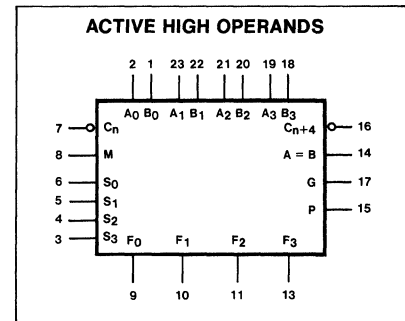 ACTIVE HIGH OPERANDS
2 1 23 22 21 20 19 18
A0 B0 A1 B1 A2 B2 A3 B3
7 Cn Cn+4 16
8 M A = B 14
6 S0 G 17
5 S1
4 S2 P 15
3 S3 F0 F1 F2 F3
9 10 11 13